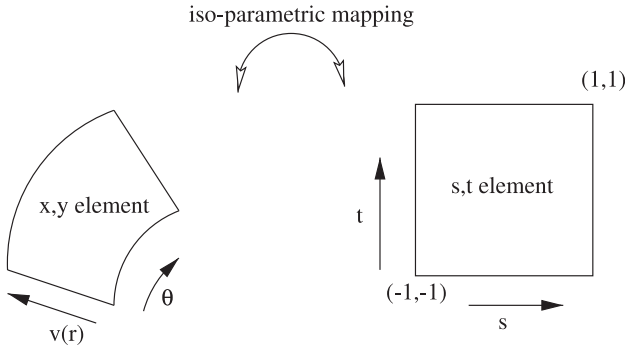 iso-parametric mapping
(1,1)
x,y element
s,t element
t
θ
(-1,-1)
v(r)
s